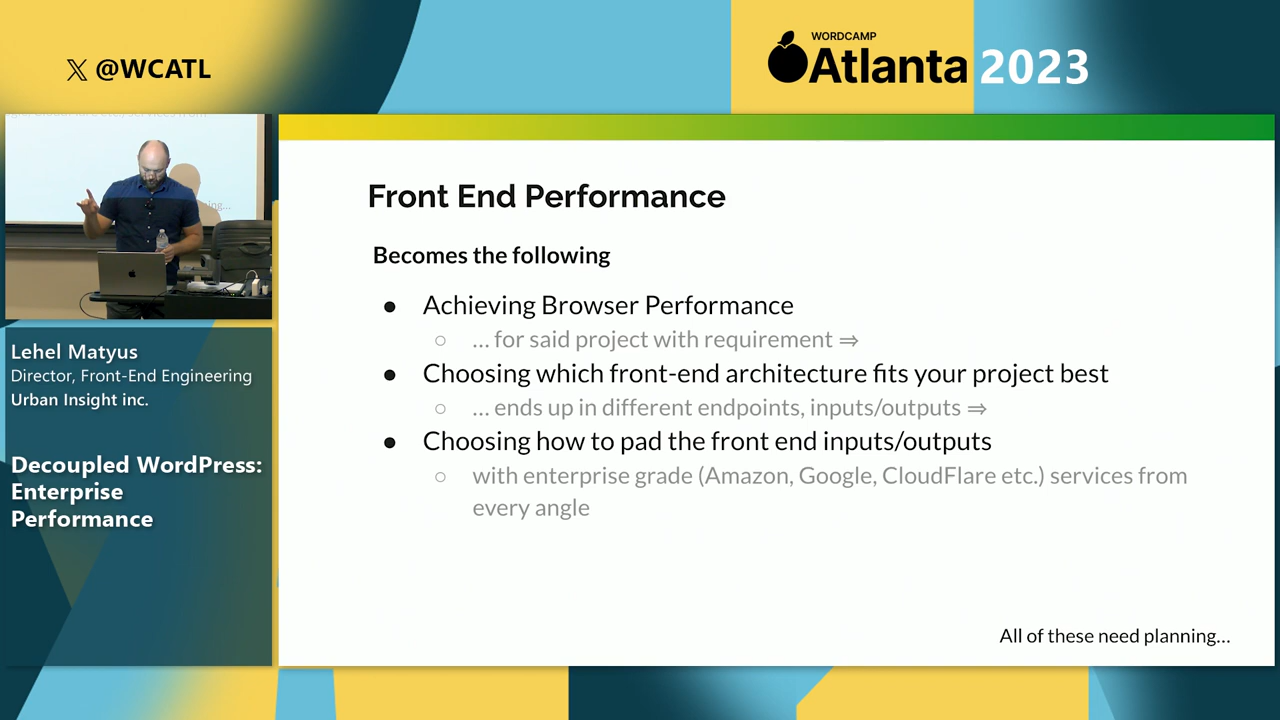 𝕏 @WCATL
WORDCAMP
Atlanta 2023
Lehel Matyus
Director, Front-End Engineering
Urban Insight inc.
Decoupled WordPress:
Enterprise
Performance
Front End Performance
Becomes the following
● Achieving Browser Performance
○ ... for said project with requirement ⇒
● Choosing which front-end architecture fits your project best
○ ... ends up in different endpoints, inputs/outputs ⇒
● Choosing how to pad the front end inputs/outputs
○ with enterprise grade (Amazon, Google, CloudFlare etc.) services from
every angle
All of these need planning...